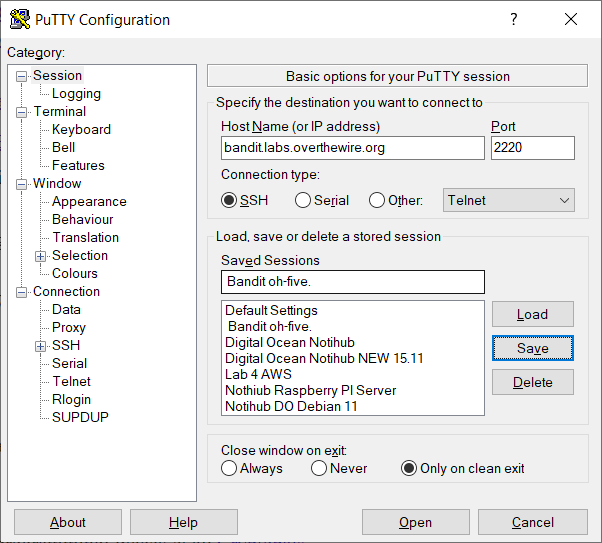 PuTTY Configuration
? ×
Category:
Session
Logging
Terminal
Keyboard
Bell
Features
Window
Appearance
Behaviour
Translation
Selection
Colours
Connection
Data
Proxy
SSH
Serial
Telnet
Rlogin
SUPDUP
Basic options for your PuTTY session
Specify the destination you want to connect to
Host Name (or IP address) Port
bandit.labs.overthewire.org 2220
Connection type:
SSH Serial Other: Telnet
Load, save or delete a stored session
Saved Sessions
Bandit oh-five.
Default Settings
Bandit oh-five.
Digital Ocean Notihub
Digital Ocean Notihub NEW 15.11
Lab 4 AWS
Nothiub Raspberry PI Server
Notihub DO Debian 11
Load
Save
Delete
Close window on exit:
Always Never Only on clean exit
About Help Open Cancel